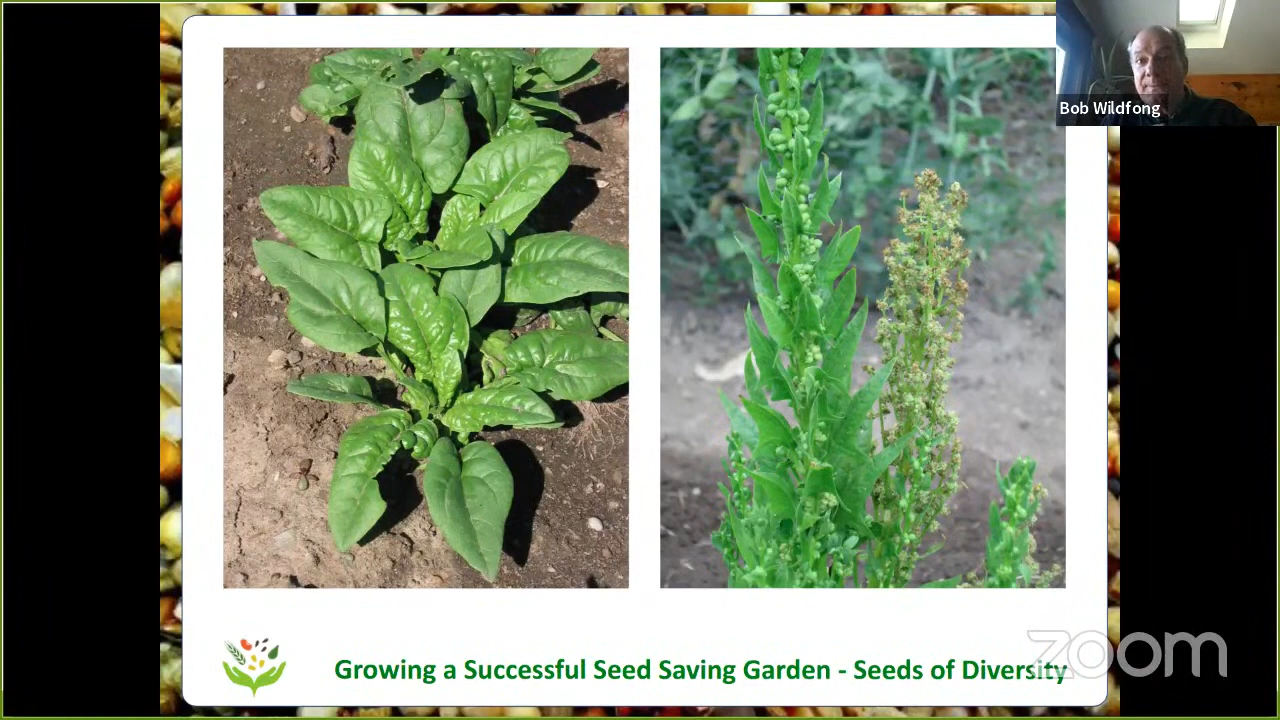 Bob Wildfong
Growing a Successful Seed Saving Garden - Seeds of Diversity
zoom